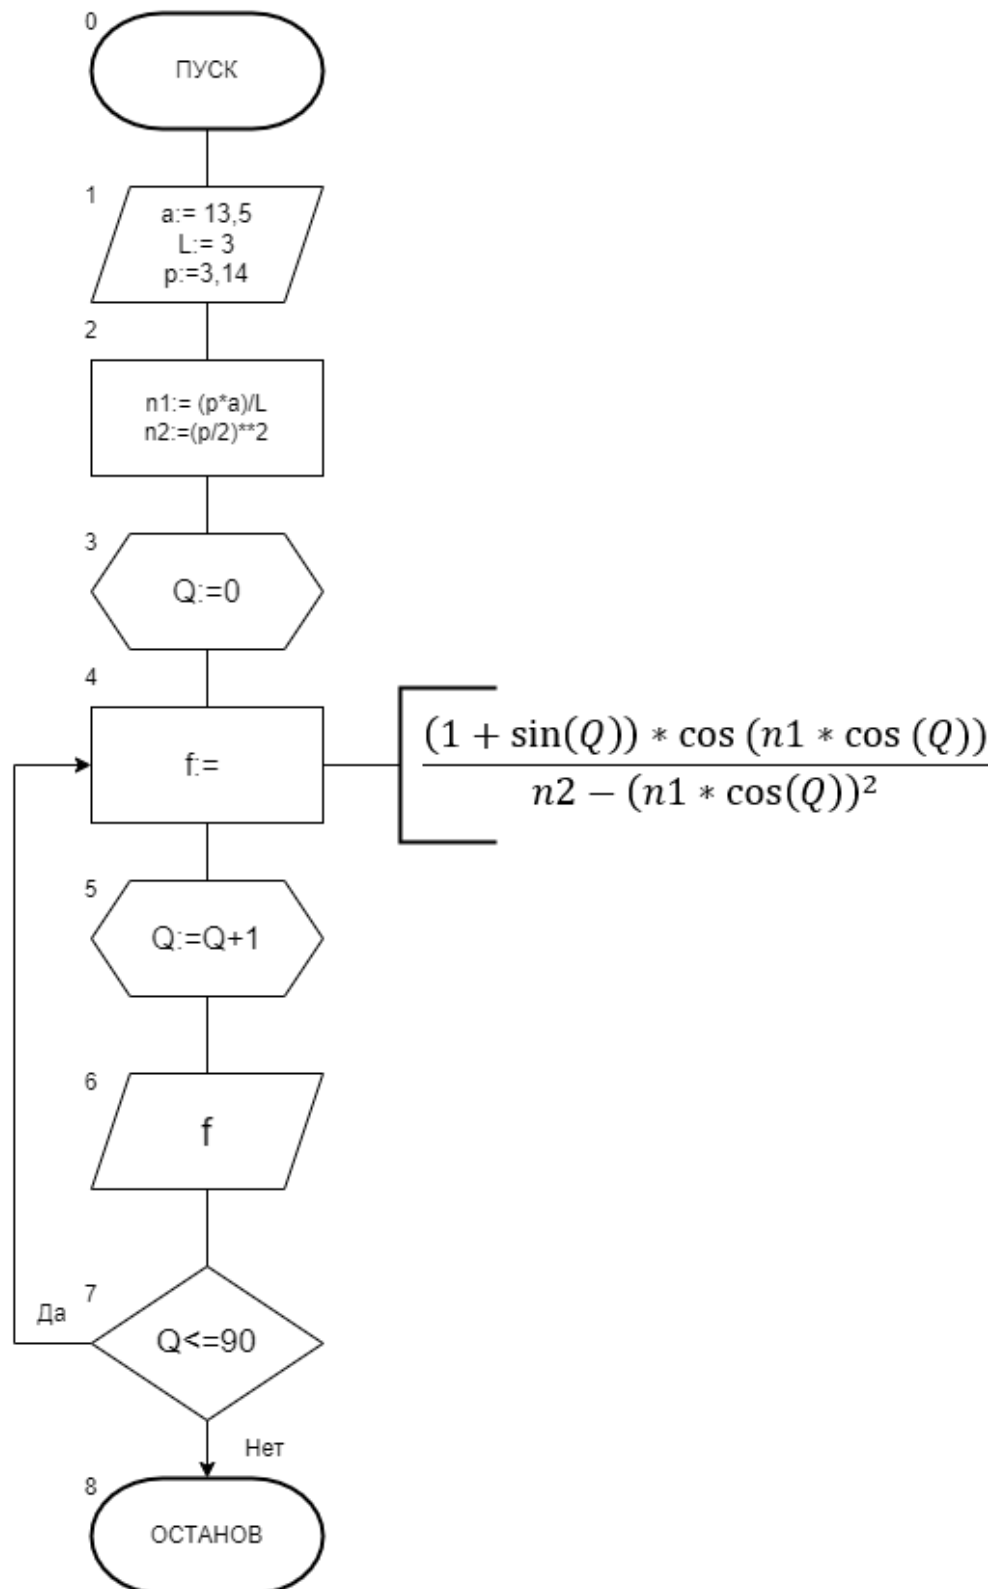 0
ПУСК
1
a:= 13,5
L:= 3
p:=3,14
2
n1:= (p*a)/L
n2:=(p/2)**2
3
Q:=0
4
f:=
(1 + sin(Q)) ∗ cos (n1 ∗ cos (Q))
n2 − (n1 ∗ cos(Q))²
5
Q:=Q+1
6
f
7
Да
Q<=90
Нет
8
ОСТАНОВ